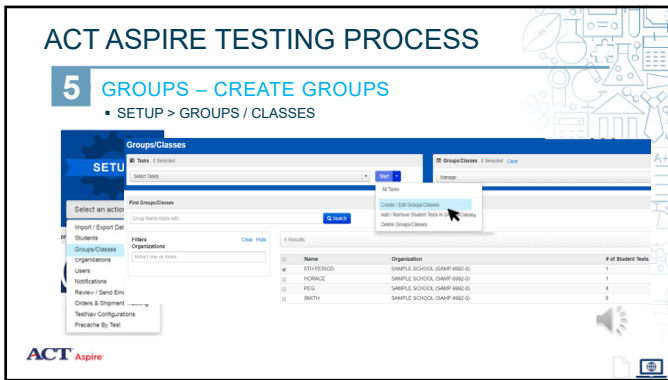 ACT ASPIRE TESTING PROCESS
5
GROUPS – CREATE GROUPS
▪ SETUP > GROUPS / CLASSES
SETU
Select an action
Import / Export Dat
Students
Groups/Classes
Organizations
Users
Notifications
Review / Send Em
Orders & Shipment Tracking
TestNav Configurations
Precache By Test
Groups/Classes
Tasks 0 Selected
Select Tasks
Start
Groups/Classes 0 Selected Clear
Manage
All Tasks
Create / Edit Groups/Classes
Add / Remove Student Tests in Groups/Classes
Delete Groups/Classes
Find Groups/Classes
Group Name starts with
Search
Filters
Clear Hide
Organizations
Select one or more
4 Results
Name Organization # of Student Tests
5TH PERIOD SAMPLE SCHOOL (SAMP-9992-0) 1
HORACE SAMPLE SCHOOL (SAMP-9992-0) 1
PEG SAMPLE SCHOOL (SAMP-9992-0) 4
SMITH SAMPLE SCHOOL (SAMP-9992-0) 0
A+
ACT Aspire